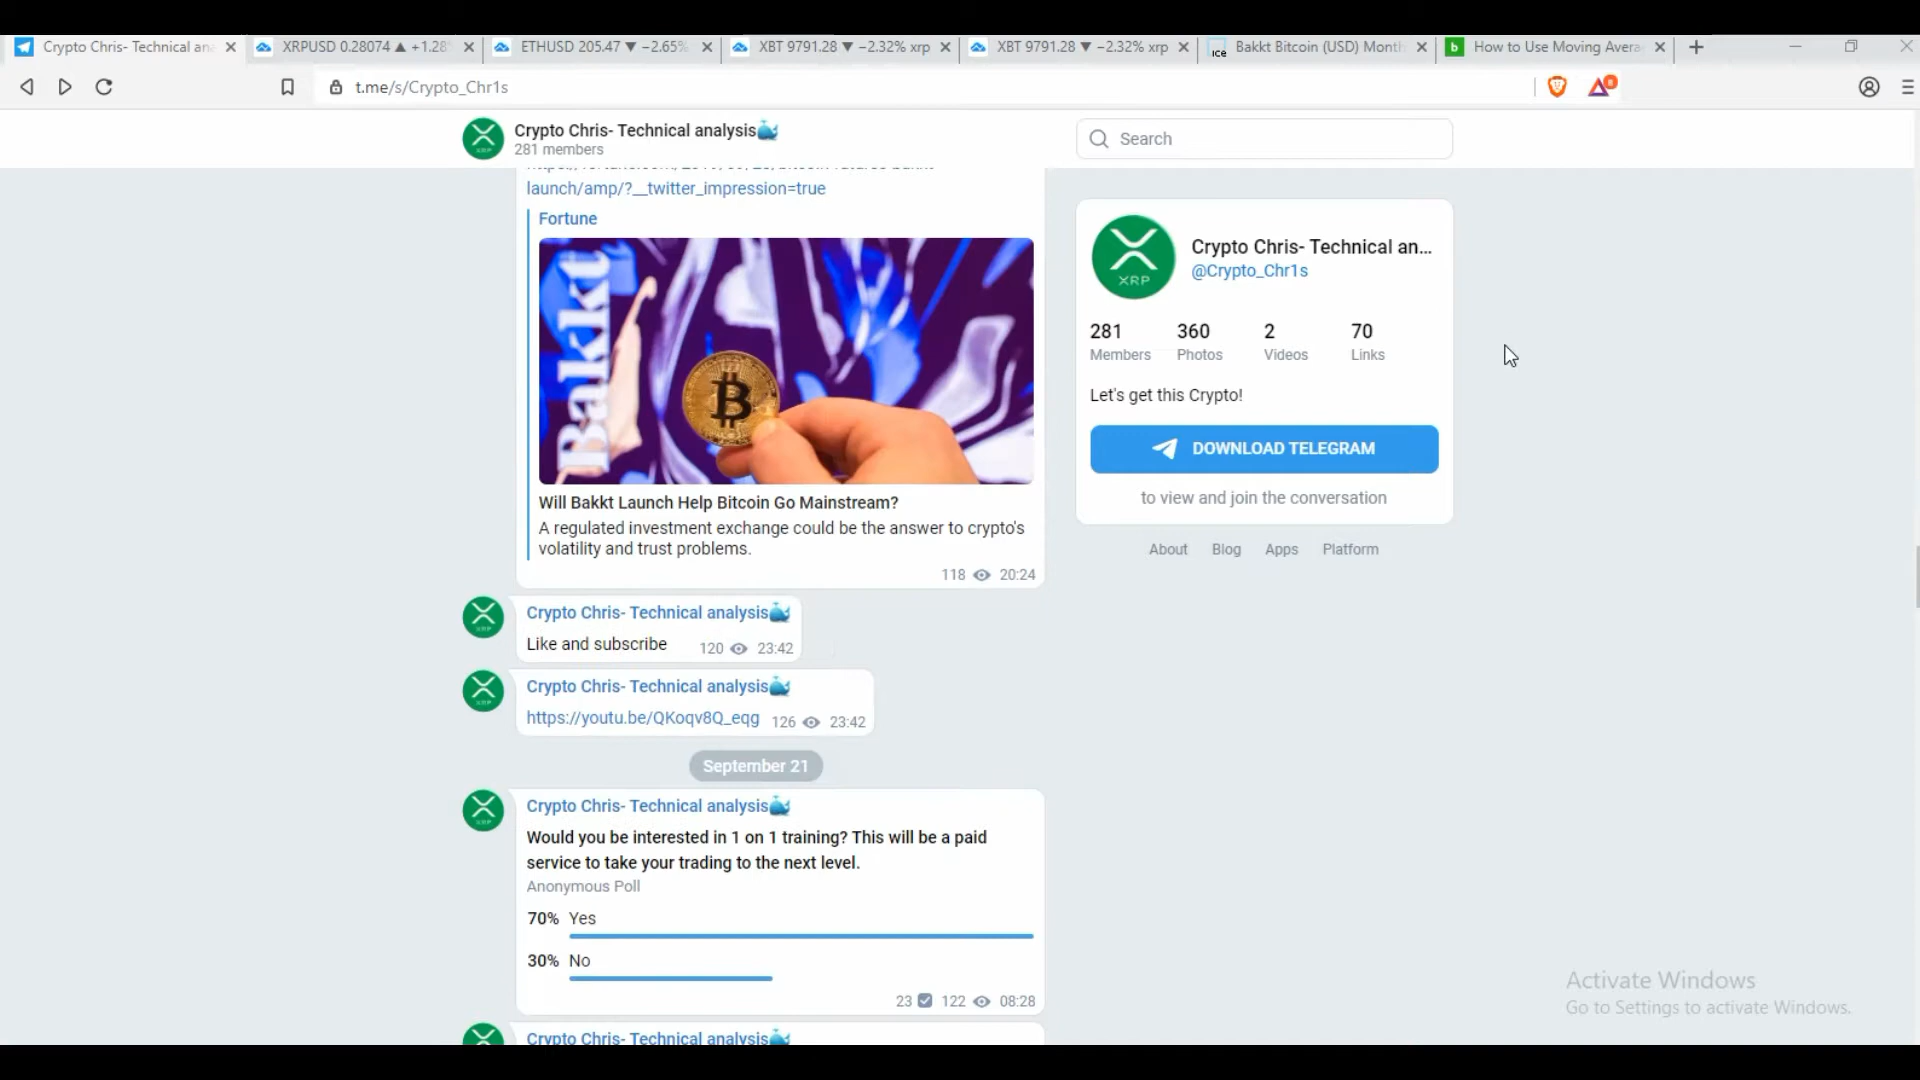 Crypto Chris- Technical ana
XRPUSD 0.28074 ▲ +1.28
ETHUSD 205.47 ▼ −2.65%
XBT 9791.28 ▼ −2.32% xrp
XBT 9791.28 ▼ −2.32% xrp
ice Bakkt Bitcoin (USD) Month
b How to Use Moving Avera
t.me/s/Crypto_Chr1s
8
Crypto Chris- Technical analysis🐳
281 members
Search
launch/amp/?__twitter_impression=true
Fortune
Bakkt
B
Will Bakkt Launch Help Bitcoin Go Mainstream?
A regulated investment exchange could be the answer to crypto's
volatility and trust problems.
118 20:24
XRP
Crypto Chris- Technical an...
@Crypto_Chr1s
281 360 2 70
Members Photos Videos Links
Let's get this Crypto!
DOWNLOAD TELEGRAM
to view and join the conversation
About Blog Apps Platform
Crypto Chris- Technical analysis🐳
Like and subscribe 120 23:42
Crypto Chris- Technical analysis🐳
https://youtu.be/QKoqv8Q_eqg 126 23:42
September 21
Crypto Chris- Technical analysis🐳
Would you be interested in 1 on 1 training? This will be a paid
service to take your trading to the next level.
Anonymous Poll
70% Yes
30% No
23 122 08:28
Crypto Chris- Technical analysis🐳
Activate Windows
Go to Settings to activate Windows.